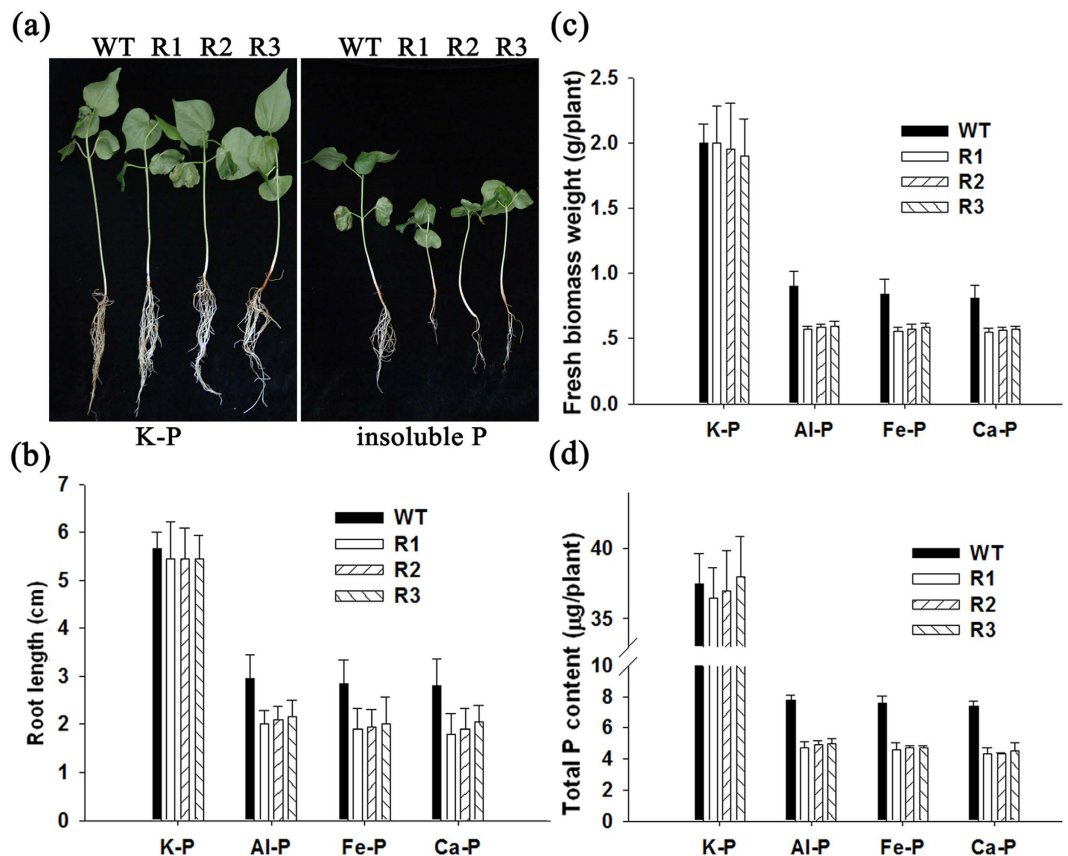 (a)
WT R1 R2 R3
WT R1 R2 R3
K-P
insoluble P
(c)
Fresh biomass weight (g/plant)
2.5
2.0
1.5
1.0
.5
0.0
WT
R1
R2
R3
K-P Al-P Fe-P Ca-P
(b)
Root length (cm)
7
6
5
4
3
2
1
0
WT
R1
R2
R3
K-P Al-P Fe-P Ca-P
(d)
Total P content (μg/plant)
40
35
10
8
6
4
2
0
WT
R1
R2
R3
K-P Al-P Fe-P Ca-P